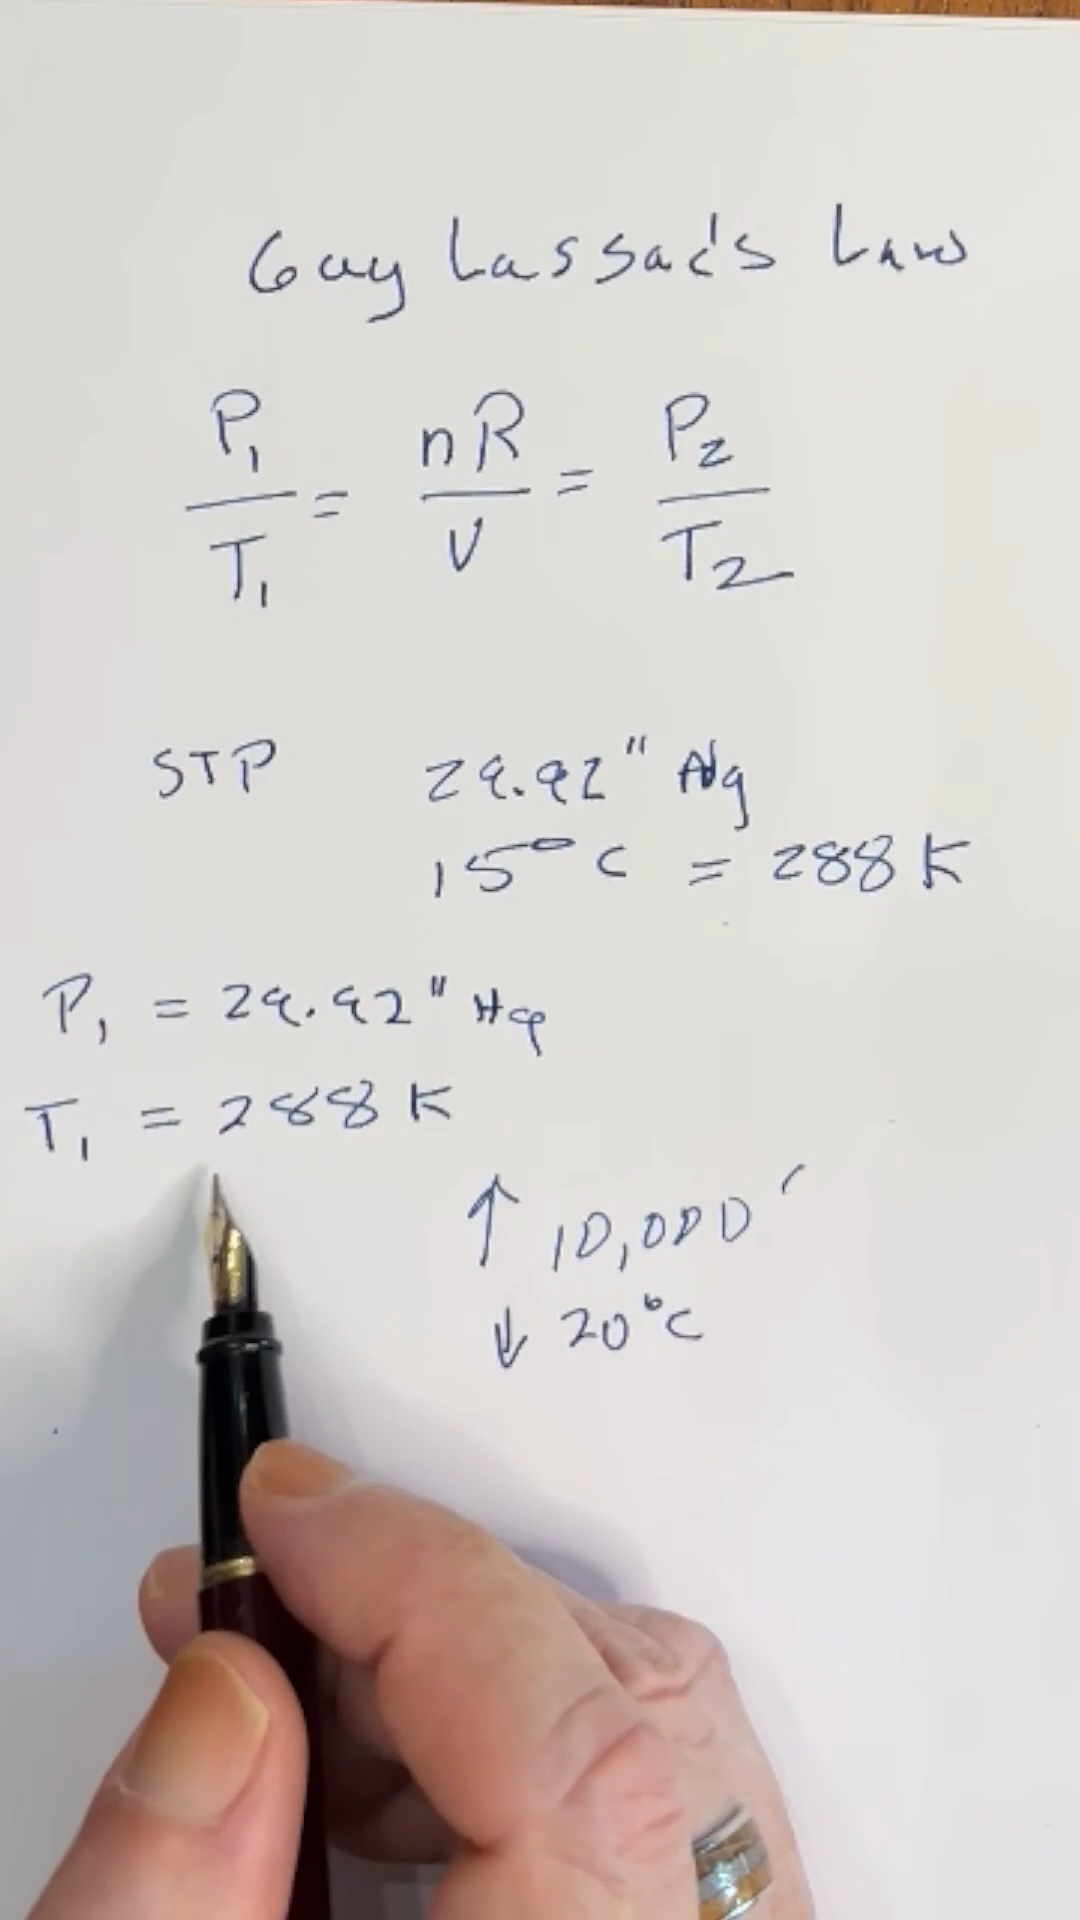 Gay Lassac's Law
P₁/T₁ = nR/V = P₂/T₂
STP 29.92" Hg
15° C = 288 K
P₁ = 29.92" Hg
T₁ = 288 K
↑ 10,000'
↓ 20°C